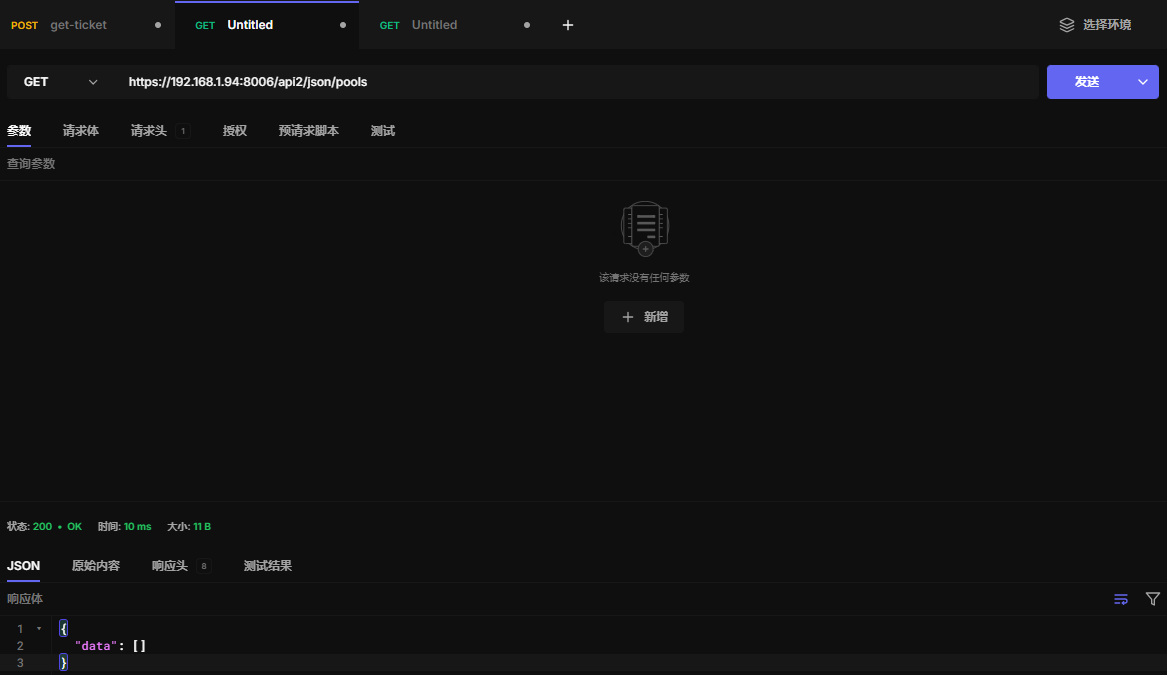 POST get-ticket GET Untitled GET Untitled 选择环境
GET https://192.168.1.94:8006/api2/json/pools 发送
参数 请求体 请求头 1 授权 预请求脚本 测试
查询参数
该请求没有任何参数
新增
状态: 200 • OK 时间: 10 ms 大小: 11 B
JSON 原始内容 响应头 8 测试结果
响应体
1 {
2 "data": []
3 }